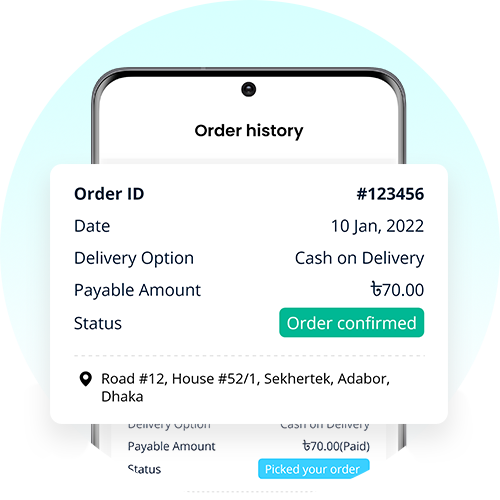 Order history
Order ID #123456
Date 10 Jan, 2022
Delivery Option Cash on Delivery
Payable Amount ৳70.00
Status Order confirmed
Road #12, House #52/1, Sekhertek, Adabor,
Dhaka
Delivery Option Cash on Delivery
Payable Amount ৳70.00(Paid)
Status Picked your order